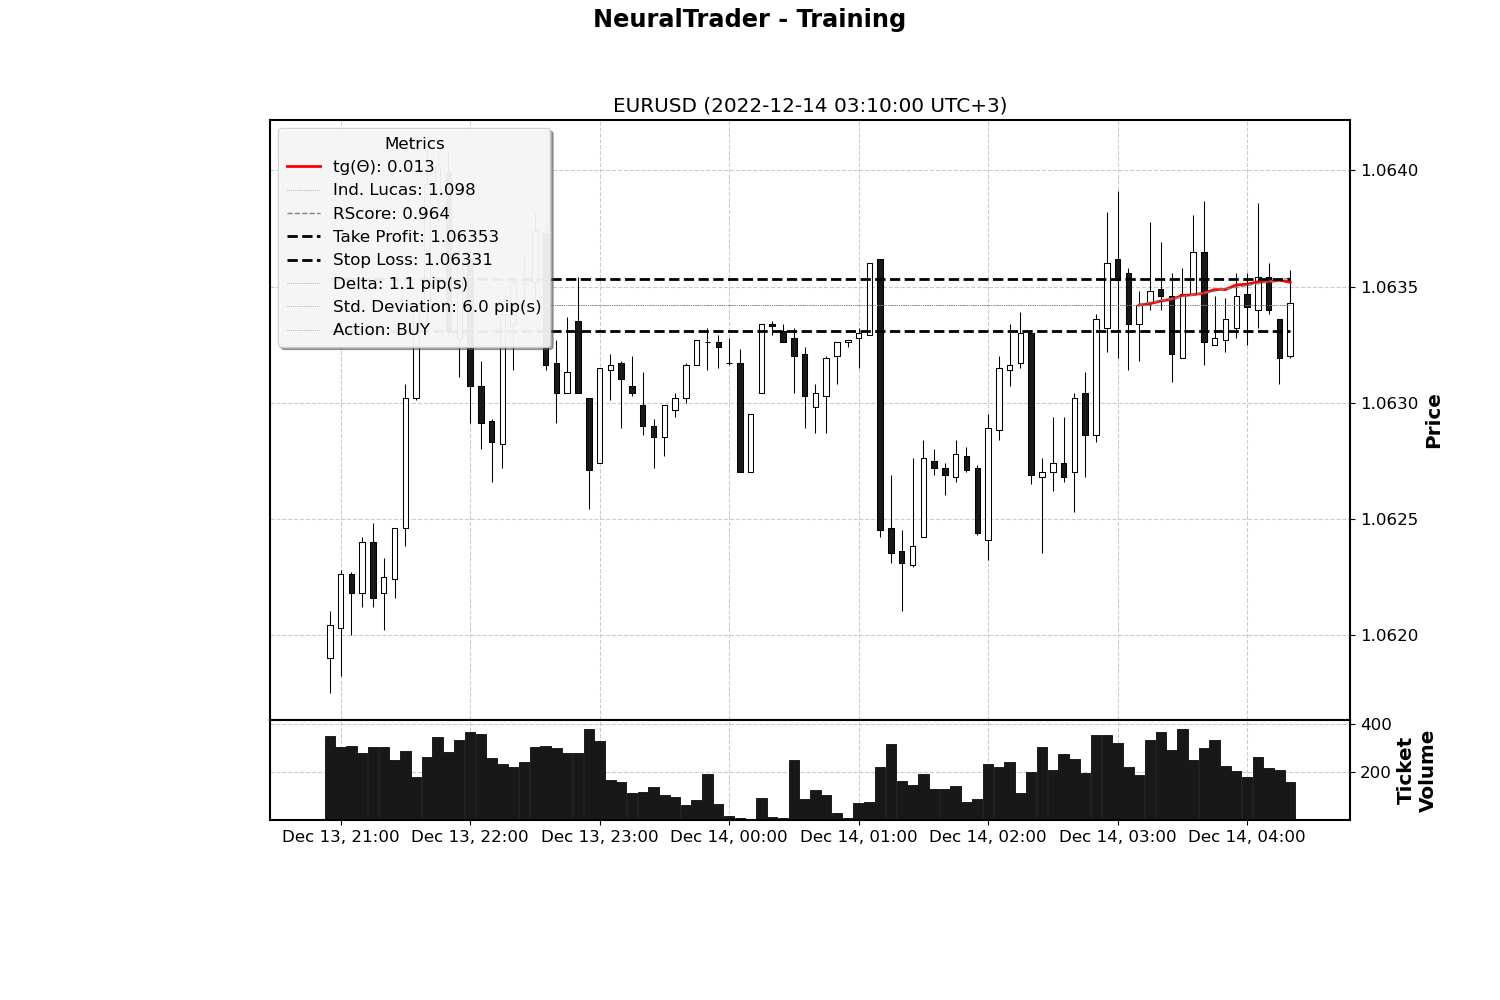 NeuralTrader - Training
EURUSD (2022-12-14 03:10:00 UTC+3)
Metrics
tg(Θ): 0.013
Ind. Lucas: 1.098
RScore: 0.964
Take Profit: 1.06353
Stop Loss: 1.06331
Delta: 1.1 pip(s)
Std. Deviation: 6.0 pip(s)
Action: BUY
1.0640
1.0635
1.0630
1.0625
1.0620
Price
400
200
Ticket
Volume
Dec 13, 21:00
Dec 13, 22:00
Dec 13, 23:00
Dec 14, 00:00
Dec 14, 01:00
Dec 14, 02:00
Dec 14, 03:00
Dec 14, 04:00